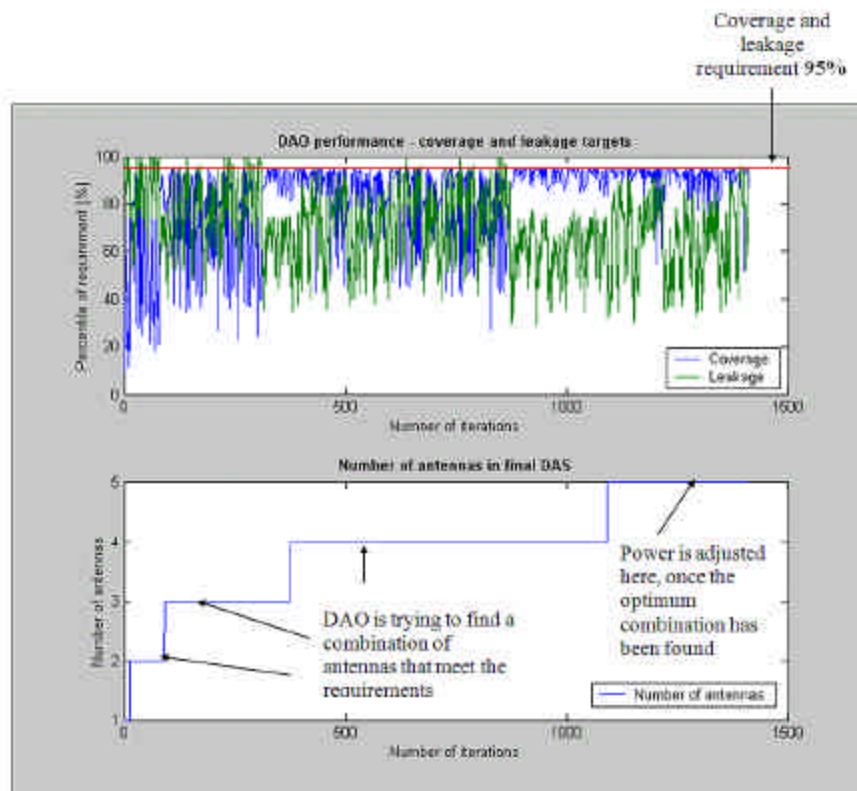 Coverage and
leakage
requirement 95%
DAO performance - coverage and leakage targets
Percentile of requirement [%]
100
80
60
40
20
0
0
500
1000
1500
Number of iterations
Coverage
Leakage
Number of antennas in final DAS
Number of antennas
5
4
3
2
1
0
500
1000
1500
Number of iterations
DAO is trying to find a
combination of
antennas that meet the
requirements
Power is adjusted
here, once the
optimum
combination has
been found
Number of antennas